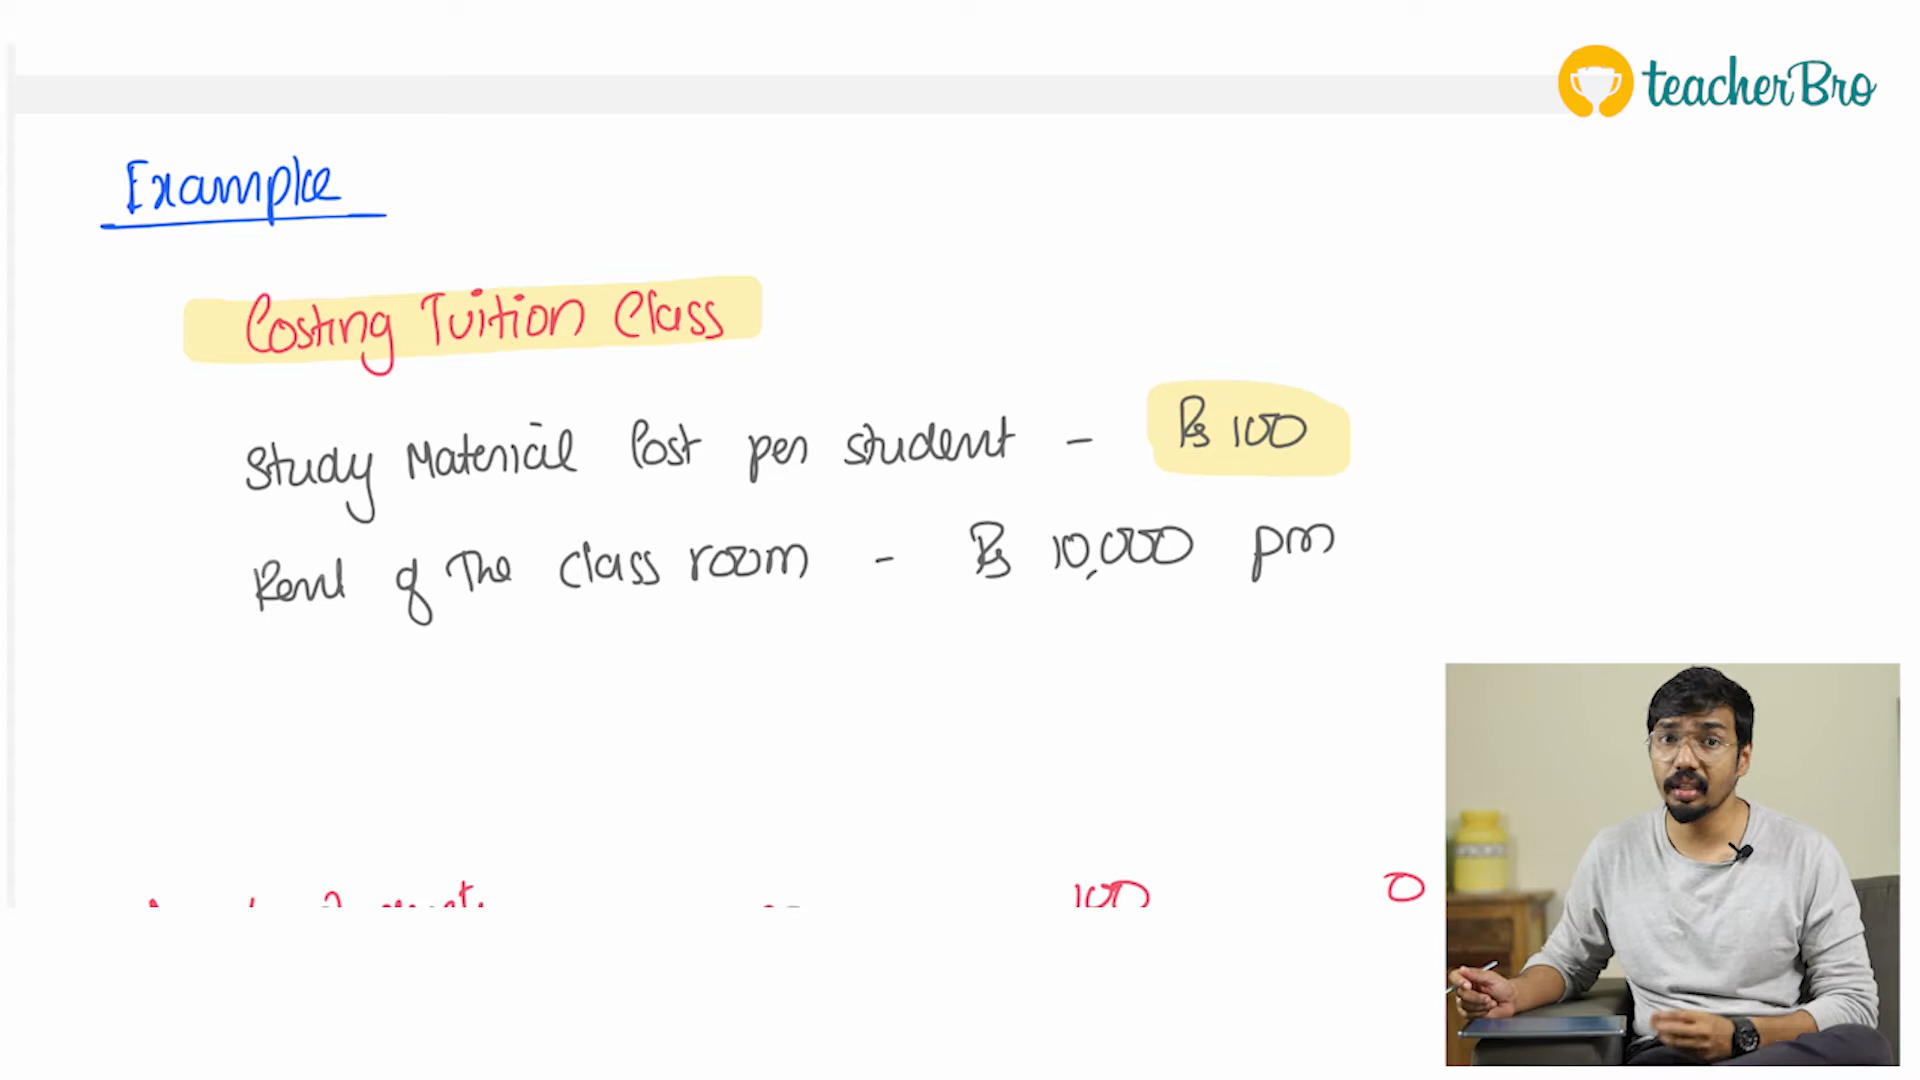 teacherBro
Example
Costing Tuition Class
Study Material Cost per student - Rs 100
Rent of the class room - Rs 10,000 pm
100 0